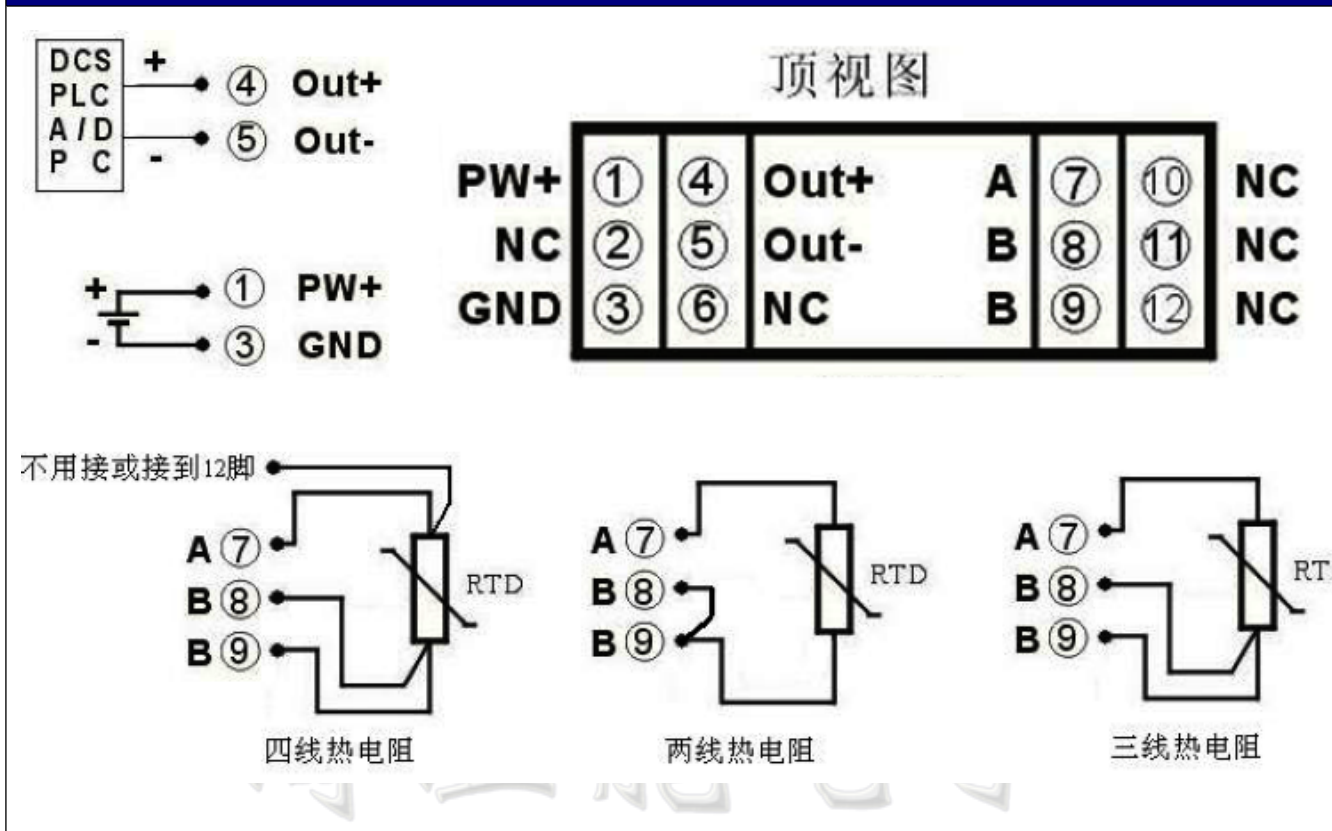 DCS
PLC
A/D
P C
+
-
④ Out+
⑤ Out-
+
-
① PW+
③ GND
顶视图
PW+ ① ④ Out+ A ⑦ ⑩ NC
NC ② ⑤ Out- B ⑧ ⑪ NC
GND ③ ⑥ NC B ⑨ ⑫ NC
不用接或接到12脚
A ⑦
B ⑧
B ⑨
RTD
四线热电阻
A ⑦
B ⑧
B ⑨
RTD
两线热电阻
A ⑦
B ⑧
B ⑨
RT
三线热电阻